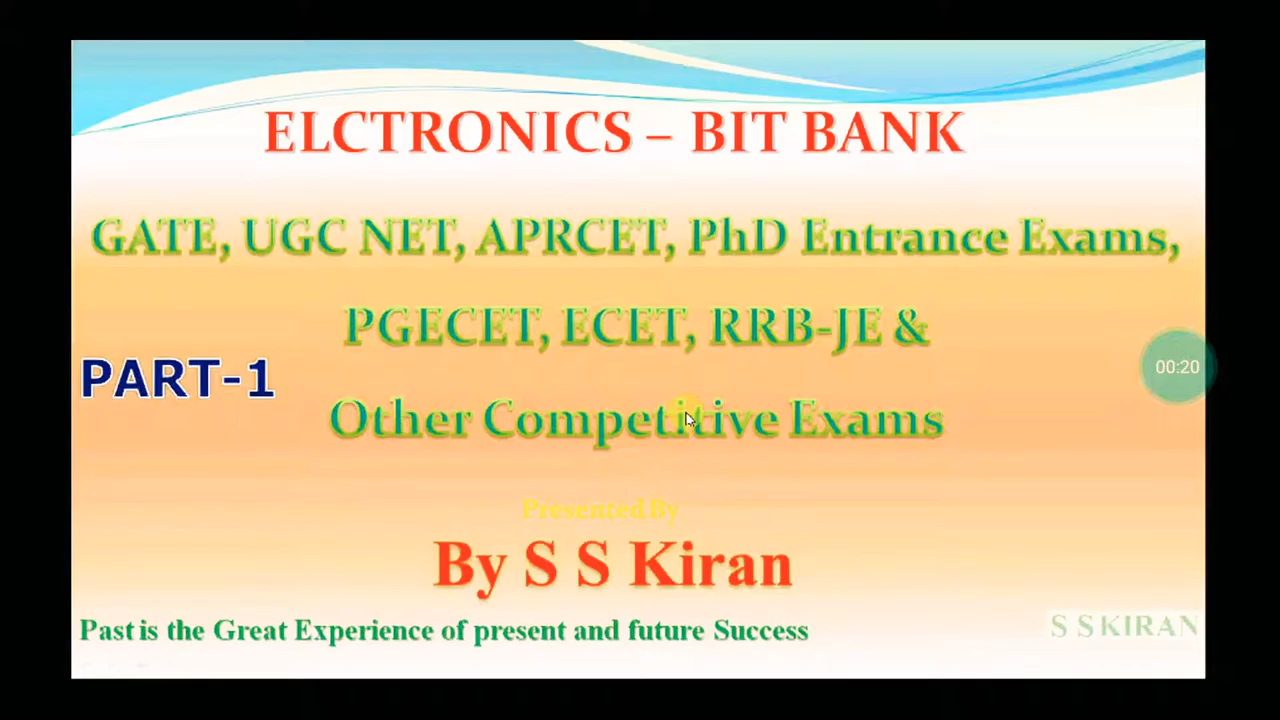 ELCTRONICS – BIT BANK
GATE, UGC NET, APRCET, PhD Entrance Exams,
PGECET, ECET, RRB-JE &
PART-1
00:20
Other Competitive Exams
Presented By
By S S Kiran
Past is the Great Experience of present and future Success
S S KIRAN